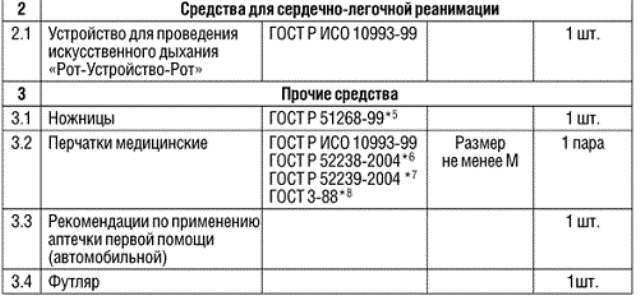 2 Средства для сердечно-легочной реанимации
2.1 Устройство для проведения ГОСТ Р ИСО 10993-99 1 шт.
искусственного дыхания
«Рот-Устройство-Рот»
3 Прочие средства
3.1 Ножницы ГОСТ Р 51268-99*5 1 шт.
3.2 Перчатки медицинские ГОСТ Р ИСО 10993-99 Размер 1 пара
ГОСТ Р 52238-2004*6 не менее М
ГОСТ Р 52239-2004 *7
ГОСТ 3-88*8
3.3 Рекомендации по применению 1 шт.
аптечки первой помощи
(автомобильной)
3.4 Футляр 1шт.